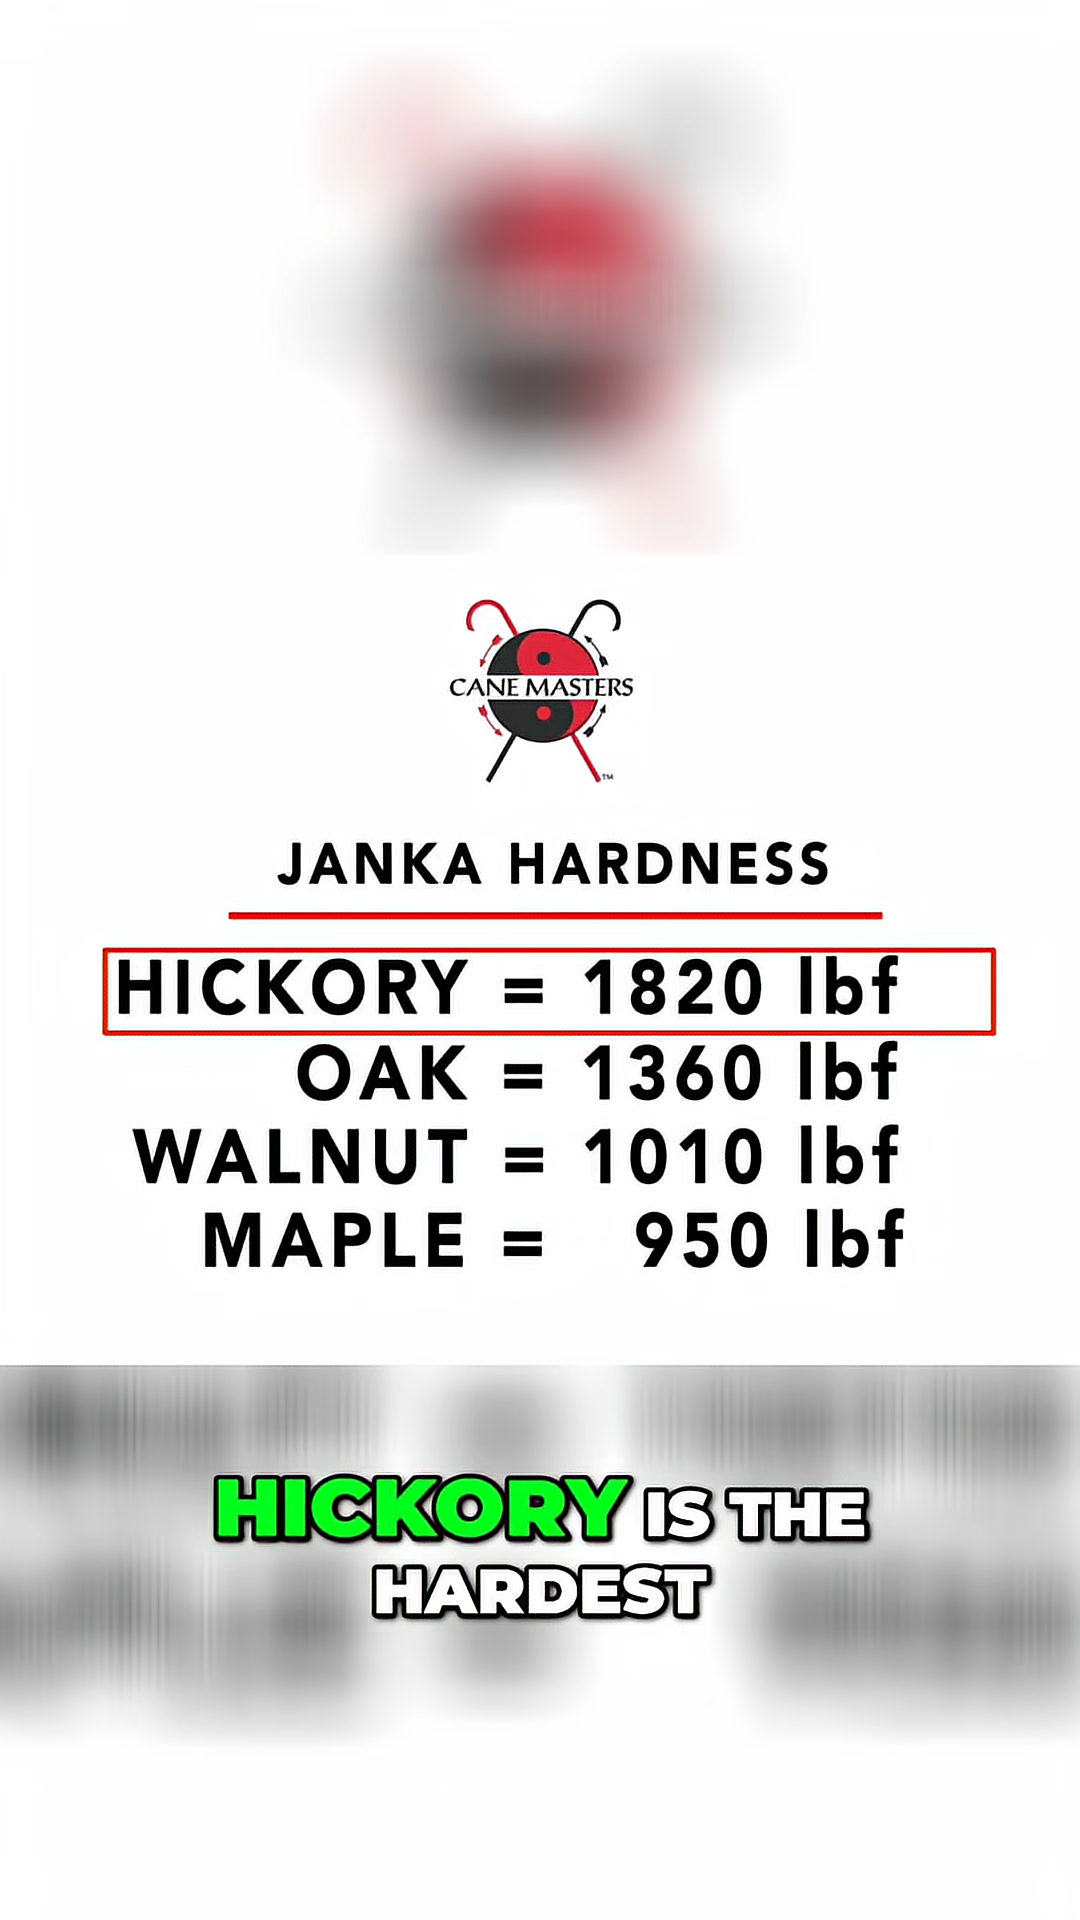 CANE MASTERS
TM
JANKA HARDNESS
HICKORY = 1820 lbf
OAK = 1360 lbf
WALNUT = 1010 lbf
MAPLE = 950 lbf
HICKORY IS THE
HARDEST